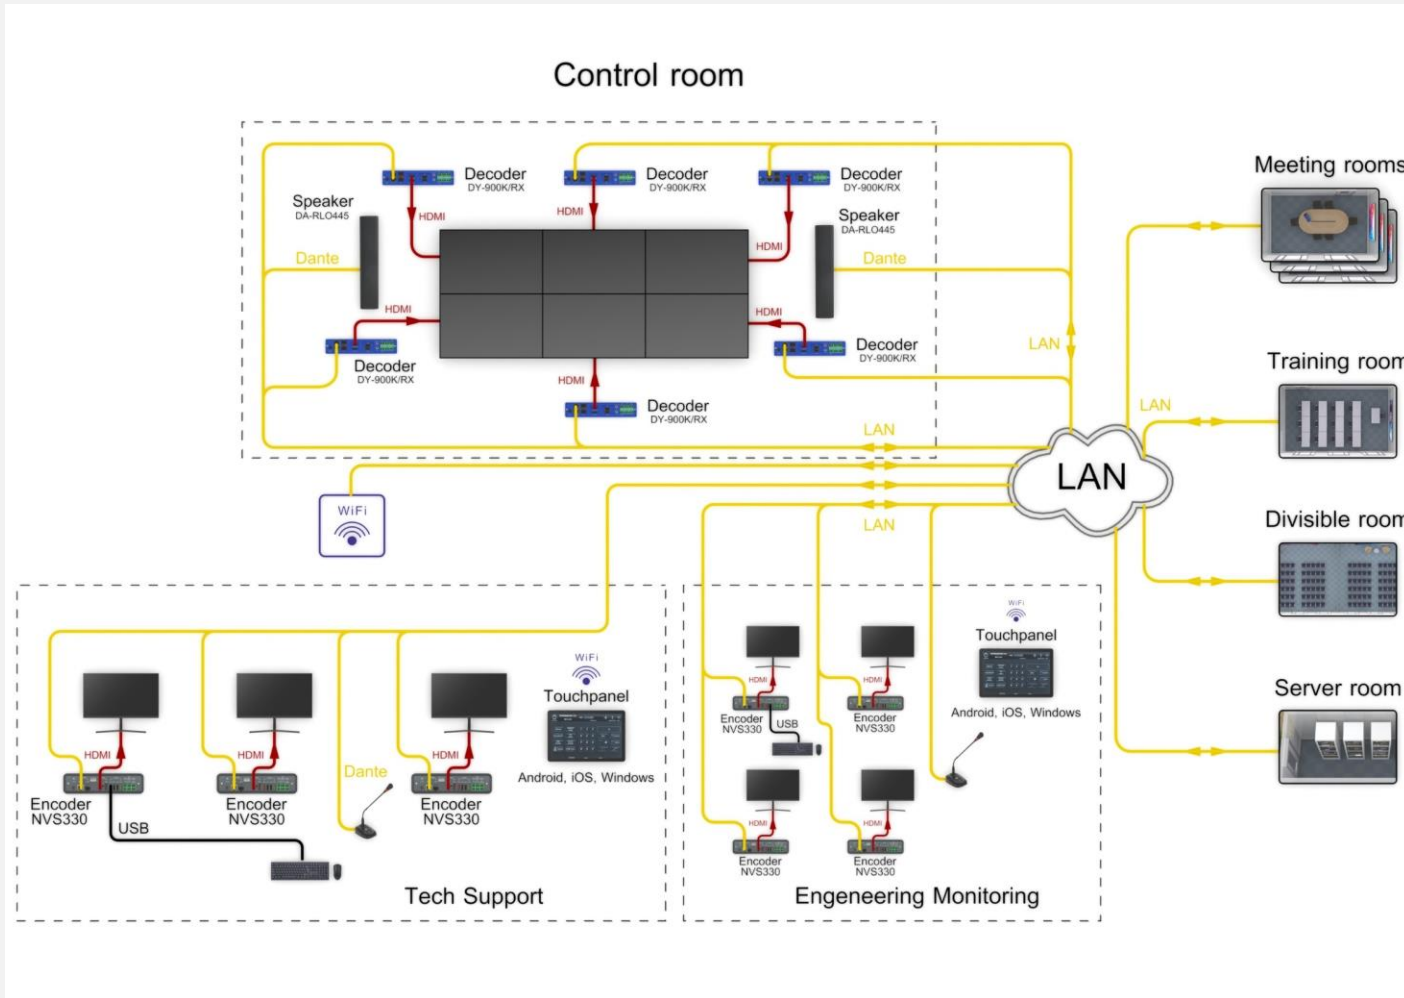 Control room
Decoder
DY-900K/RX
Decoder
DY-900K/RX
Decoder
DY-900K/RX
Speaker
DA-RLO445
HDMI
HDMI
HDMI
Speaker
DA-RLO445
Dante
Dante
HDMI
HDMI
Decoder
DY-900K/RX
Decoder
DY-900K/RX
HDMI
Decoder
DY-900K/RX
LAN
LAN
LAN
LAN
LAN
WiFi
Meeting rooms
Training room
Divisible room
Server room
WiFi
Touchpanel
Android, iOS, Windows
HDMI
HDMI
HDMI
Dante
Encoder
NVS330
Encoder
NVS330
Encoder
NVS330
USB
Tech Support
WiFi
Touchpanel
Android, iOS, Windows
HDMI
HDMI
Encoder
NVS330
USB
Encoder
NVS330
HDMI
HDMI
Encoder
NVS330
Encoder
NVS330
Engeneering Monitoring